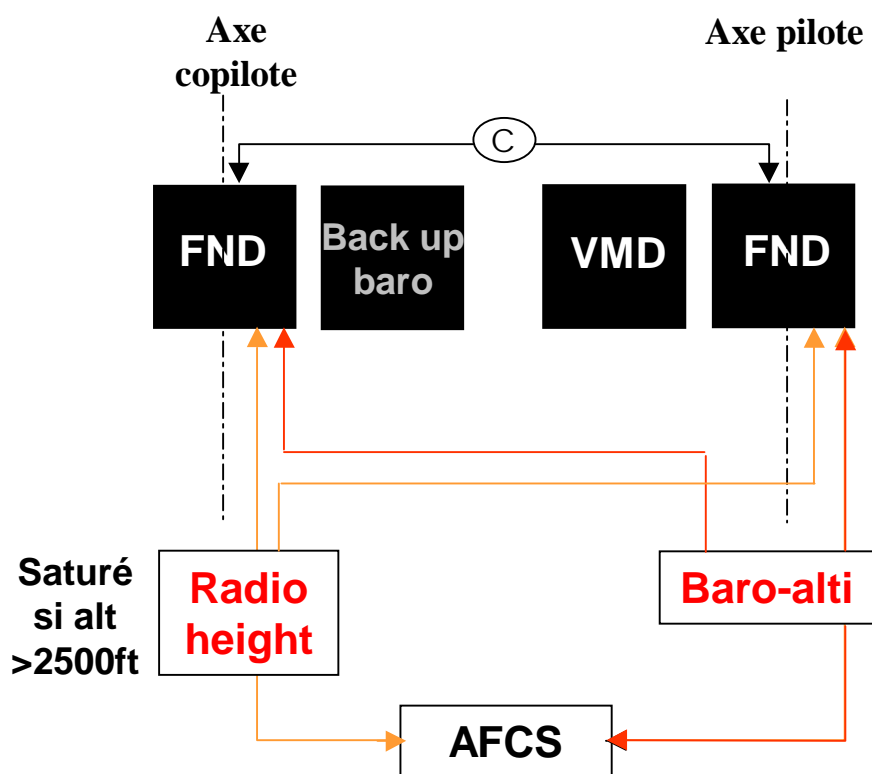 Axe
copilote
Axe pilote
C
FND
Back up
baro
VMD
FND
Saturé
si alt
>2500ft
Radio
height
Baro-alti
AFCS